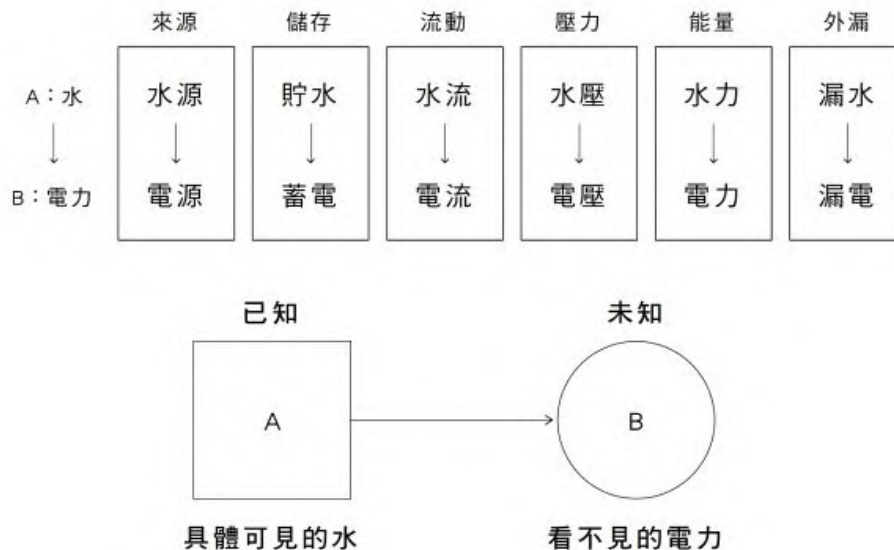 來源 儲存 流動 壓力 能量 外漏
A：水 水源 貯水 水流 水壓 水力 漏水
B：電力 電源 蓄電 電流 電壓 電力 漏電
已知 未知
A B
具體可見的水 看不見的電力